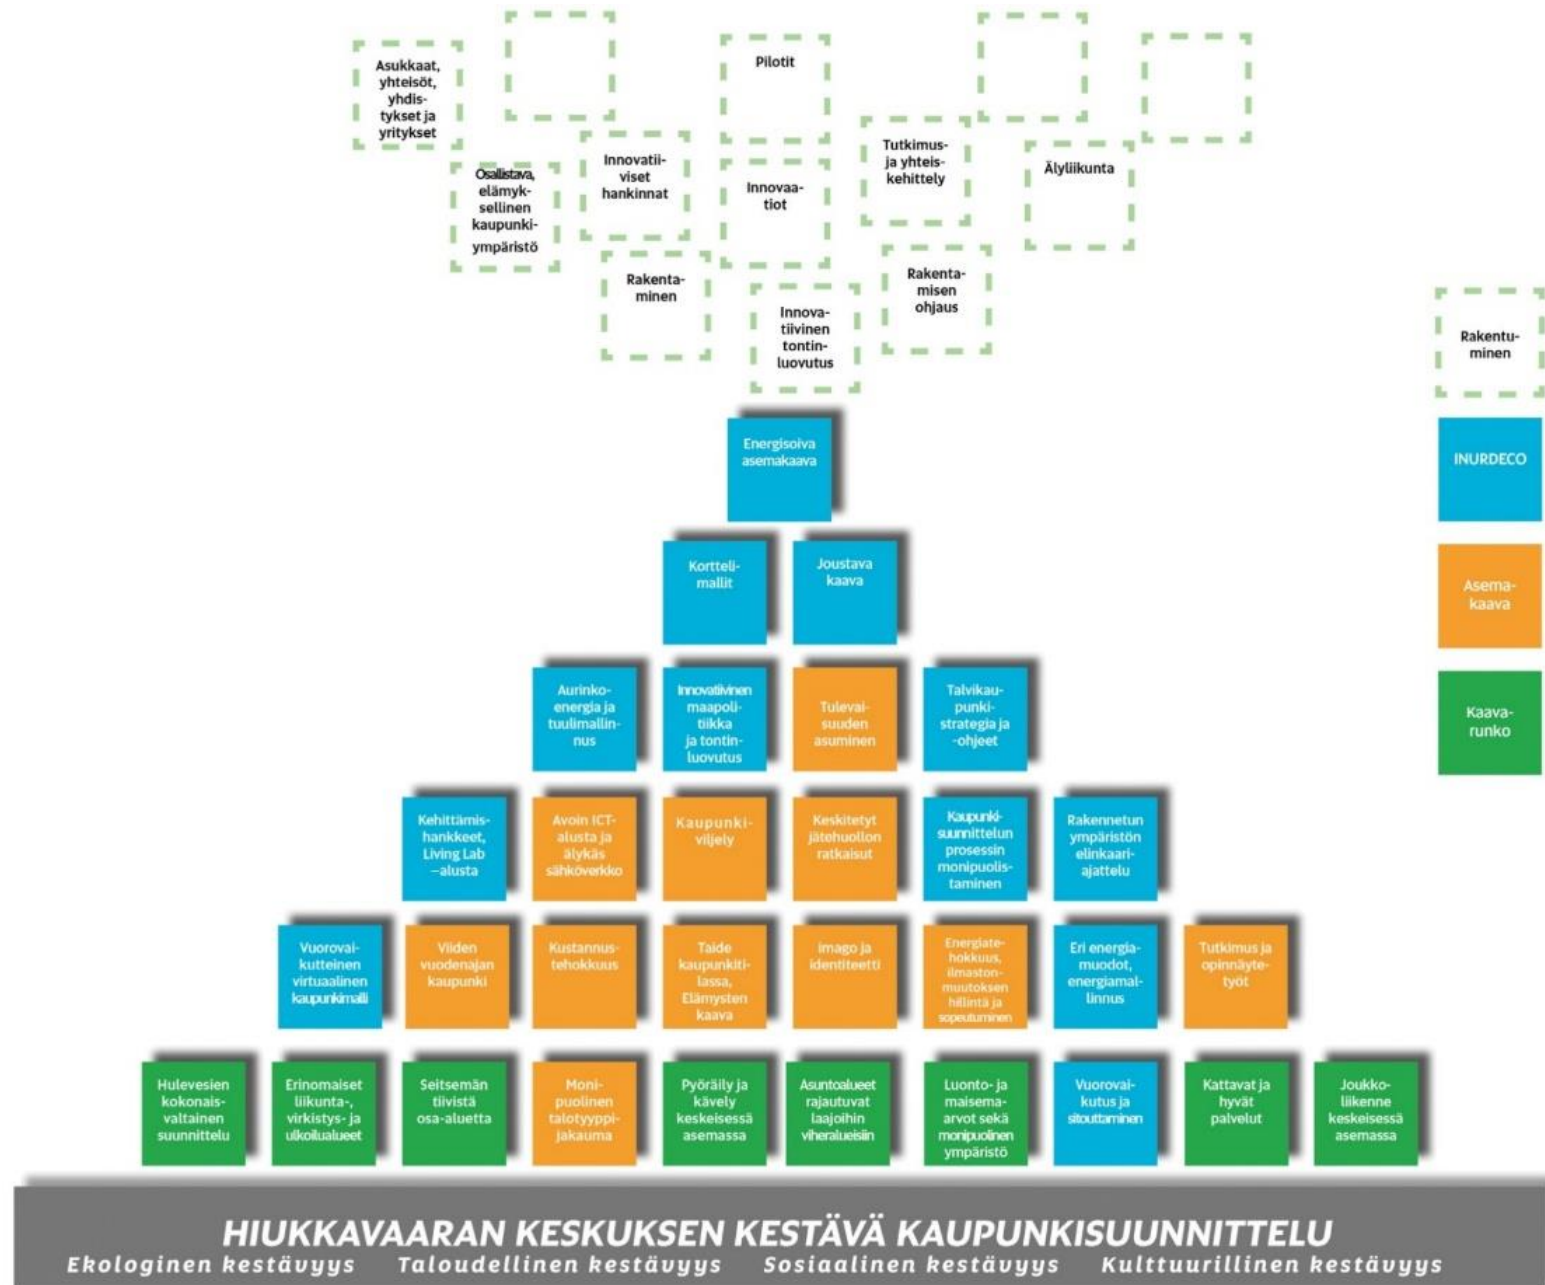 Asukkaat,
yhteisöt,
yhdis-
tykset ja
yritykset
Pilotit
Osallistava,
elämyk-
sellinen
kaupunki-
ympäristö
Innovatii-
viset
hankinnat
Innovaa-
tiot
Tutkimus-
ja yhteis-
kehittely
Älyliikunta
Rakenta-
minen
Innova-
tiivinen
tontin-
luovutus
Rakenta-
misen
ohjaus
Rakentu-
minen
INURDECO
Asema-
kaava
Kaava-
runko
Energisoiva
asemakaava
Kortteli-
mallit
Joustava
kaava
Aurinko-
energia ja
tuulimallin-
nus
Innovatiivinen
maapoli-
tiikka
ja tontin-
luovutus
Tulevai-
suuden
asuminen
Talvikau-
punki-
strategia ja
-ohjeet
Kehittämis-
hankkeet,
Living Lab
–alusta
Avoin ICT-
alusta ja
älykäs
sähköverkko
Kaupunki-
viljely
Keskitetyt
jätehuollon
ratkaisut
Kaupunki-
suunnittelun
prosessin
monipuolis-
taminen
Rakennetun
ympäristön
elinkaari-
ajattelu
Vuorovai-
kutteinen
virtuaalinen
kaupunkimalli
Viiden
vuodenajan
kaupunki
Kustannus-
tehokkuus
Taide
kaupunkiti-
lassa,
Elämysten
kaava
Imago ja
identiteetti
Energiate-
hokkuus,
ilmaston-
muutoksen
hillintä ja
sopeutuminen
Eri energia-
muodot,
energiamal-
linnus
Tutkimus ja
opinnäyte-
työt
Hulevesien
kokonais-
valtainen
suunnittelu
Erinomaiset
liikunta-,
virkistys- ja
ulkoilualueet
Seitsemän
tiivistä
osa-aluetta
Moni-
puolinen
talotyyppi-
jakauma
Pyöräily ja
kävely
keskeisessä
asemassa
Asuntoalueet
rajautuvat
laajoihin
viheralueisiin
Luonto- ja
maisema-
arvot sekä
monipuolinen
ympäristö
Vuorovai-
kutus ja
sitouttaminen
Kattavat ja
hyvät
palvelut
Joukko-
liikenne
keskeisessä
asemassa
HIUKKAVAARAN KESKUKSEN KESTÄVÄ KAUPUNKISUUNNITTELU
Ekologinen kestävyys Taloudellinen kestävyys Sosiaalinen kestävyys Kulttuurillinen kestävyys